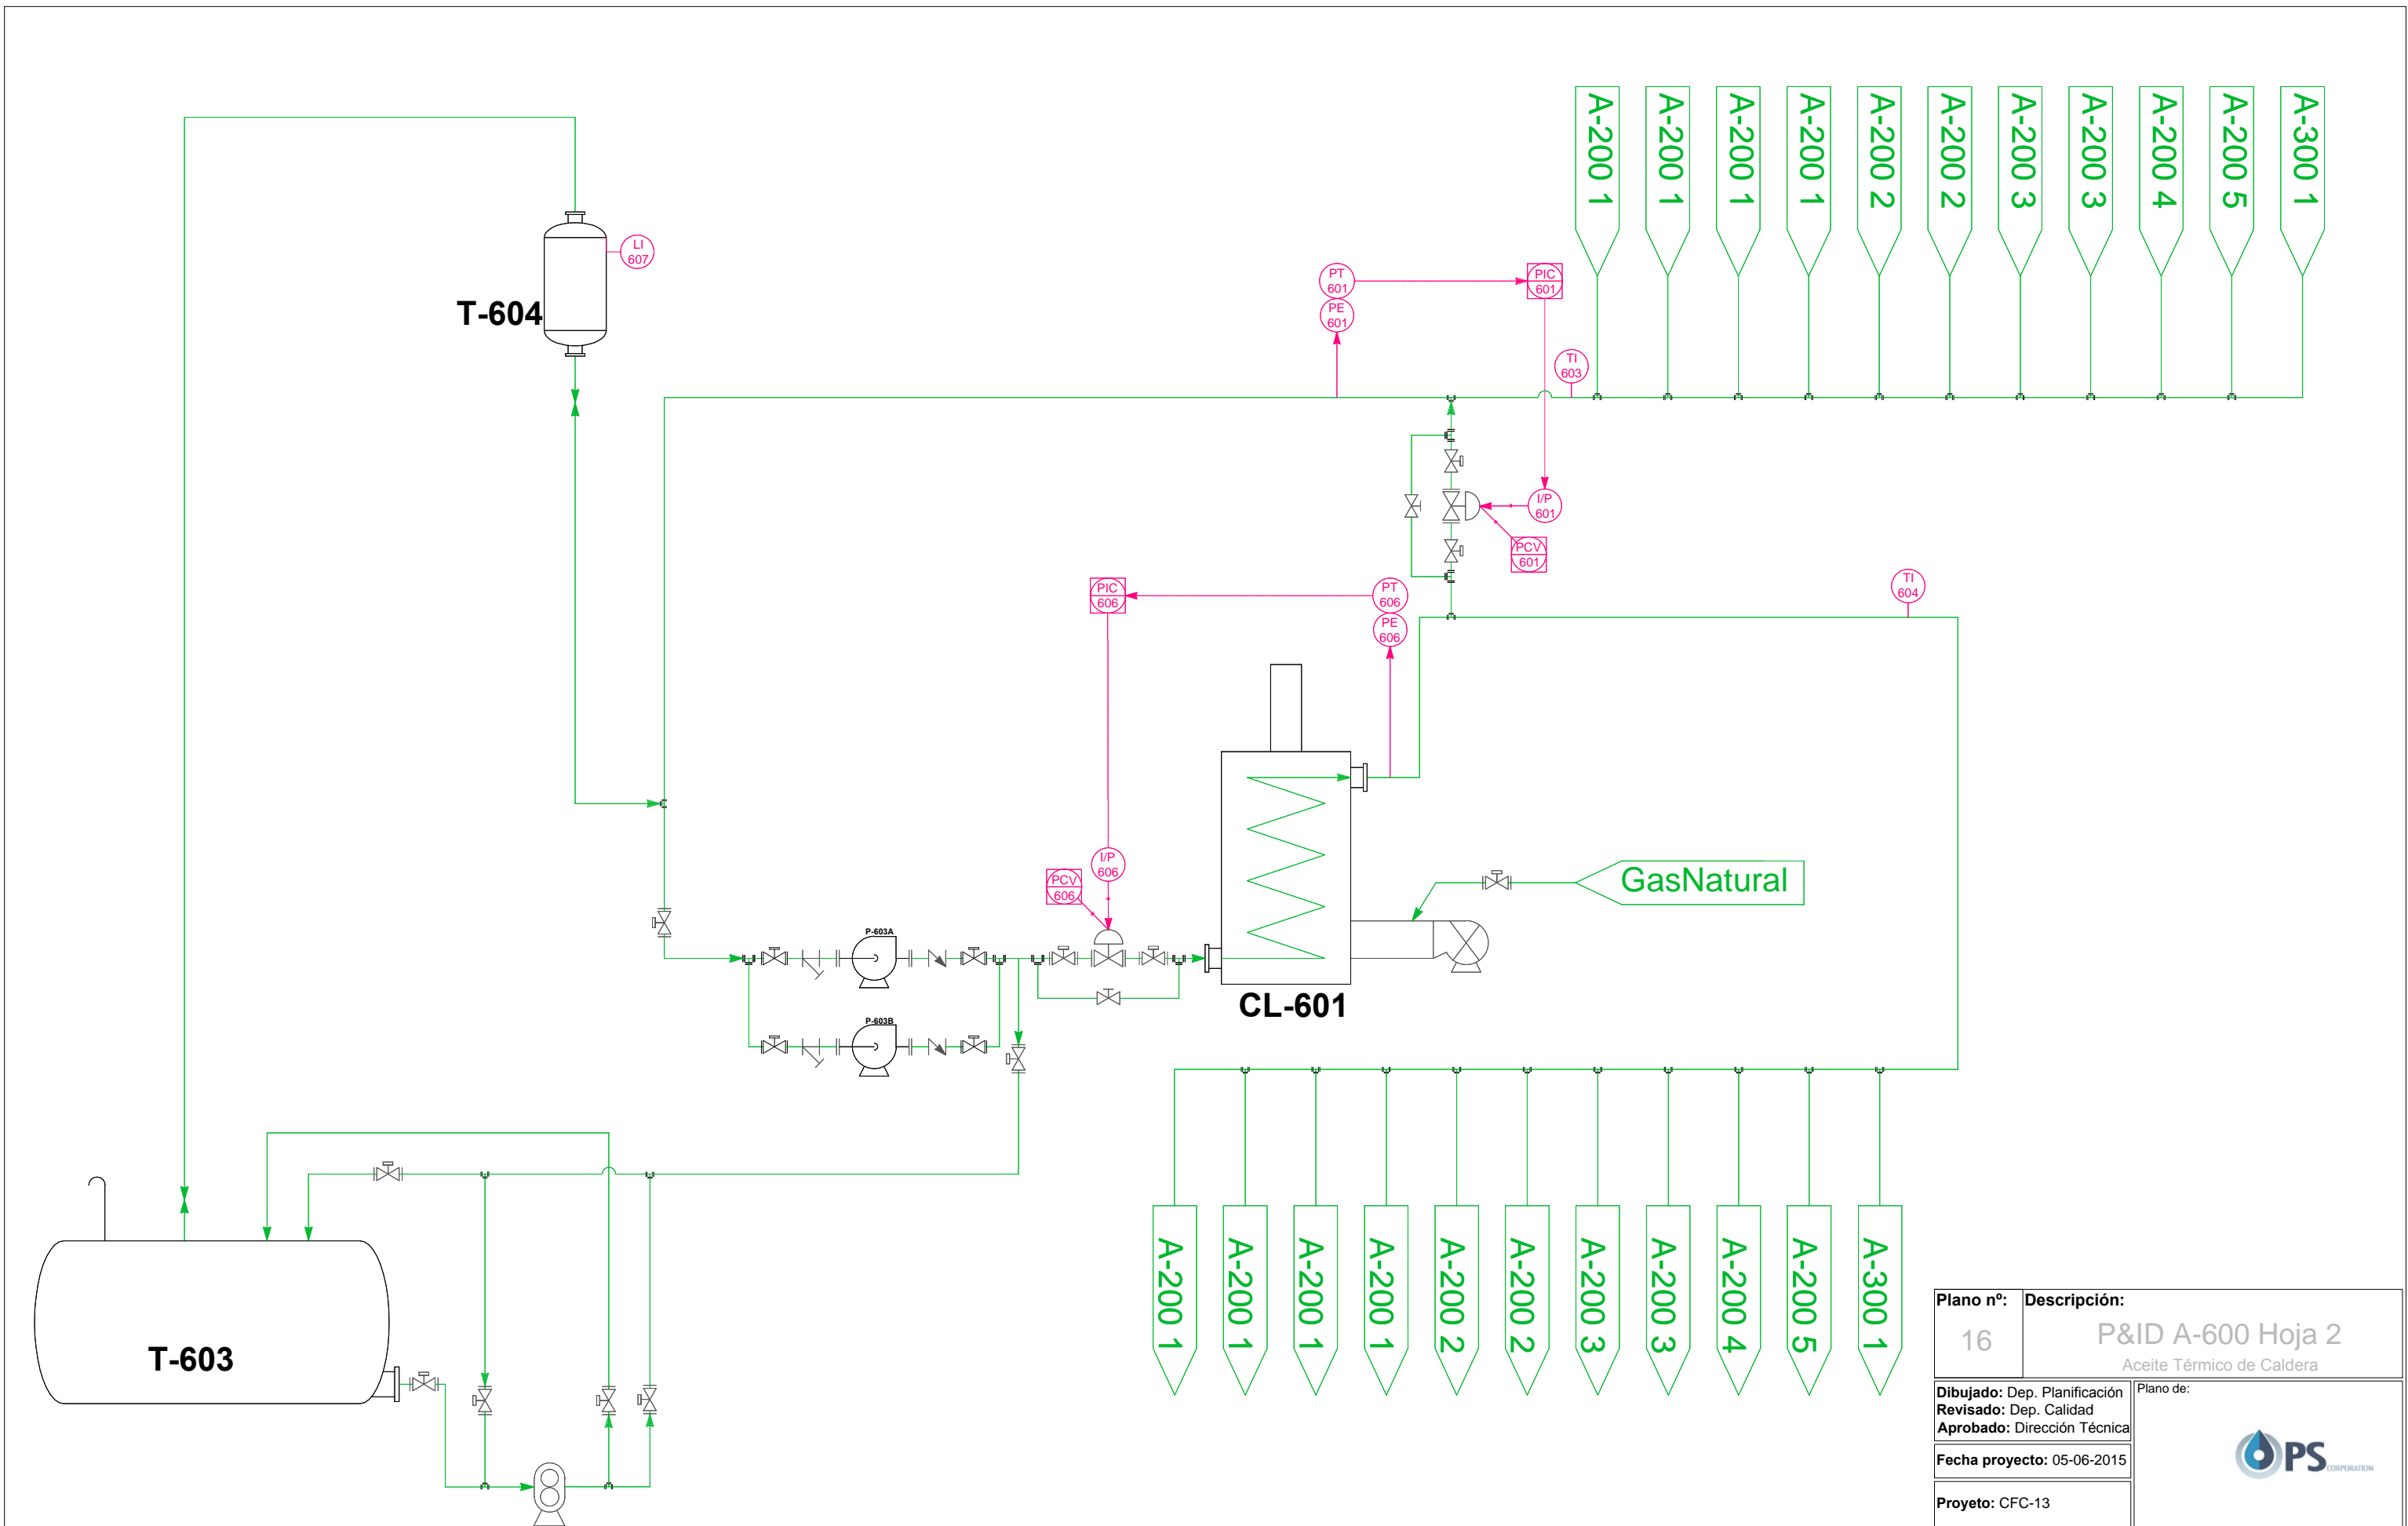 A-200 1
A-200 1
A-200 1
A-200 1
A-200 2
A-200 2
A-200 3
A-200 3
A-200 4
A-200 5
A-300 1
LI
607
T-604
PT
601
PE
601
PIC
601
TI
603
I/P
601
PCV
601
PIC
606
PT
606
PE
606
TI
604
I/P
606
PCV
606
GasNatural
P-603A
CL-601
P-603B
A-200 1
A-200 1
A-200 1
A-200 1
A-200 2
A-200 2
A-200 3
A-200 3
A-200 4
A-200 5
A-300 1
T-603
Plano nº:
16
Descripción:
P&ID A-600 Hoja 2
Aceite Térmico de Caldera
Dibujado: Dep. Planificación
Revisado: Dep. Calidad
Aprobado: Dirección Técnica
Plano de:
Fecha proyecto: 05-06-2015
PS
CORPORATION
Proyeto: CFC-13